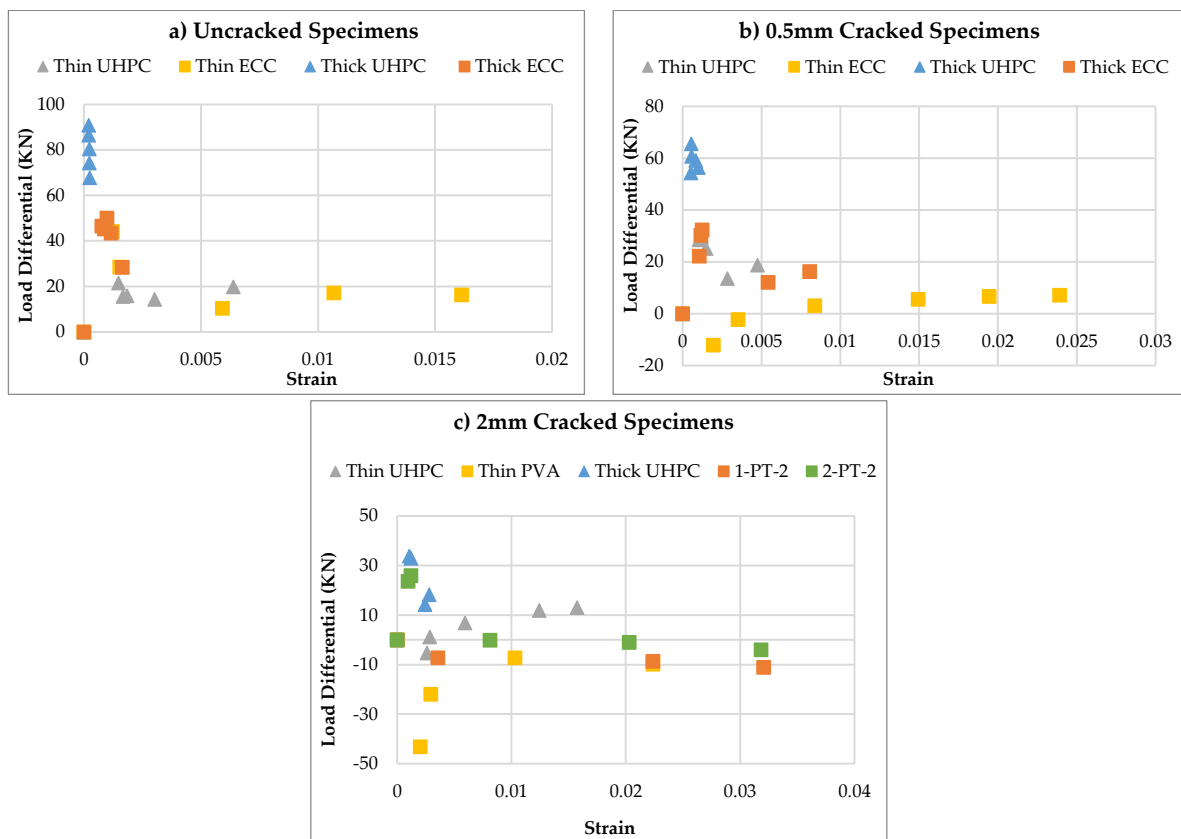 a) Uncracked Specimens
Thin UHPC Thin ECC Thick UHPC Thick ECC
100
80
60
40
20
0
0 0.005 0.01 0.015 0.02
Load Differential (KN)
Strain
b) 0.5mm Cracked Specimens
Thin UHPC Thin ECC Thick UHPC Thick ECC
80
60
40
20
0
-20
0 0.005 0.01 0.015 0.02 0.025 0.03
Load Differential (KN)
Strain
c) 2mm Cracked Specimens
Thin UHPC Thin PVA Thick UHPC 1-PT-2 2-PT-2
50
30
10
-10
-30
-50
0 0.01 0.02 0.03 0.04
Load Differential (KN)
Strain